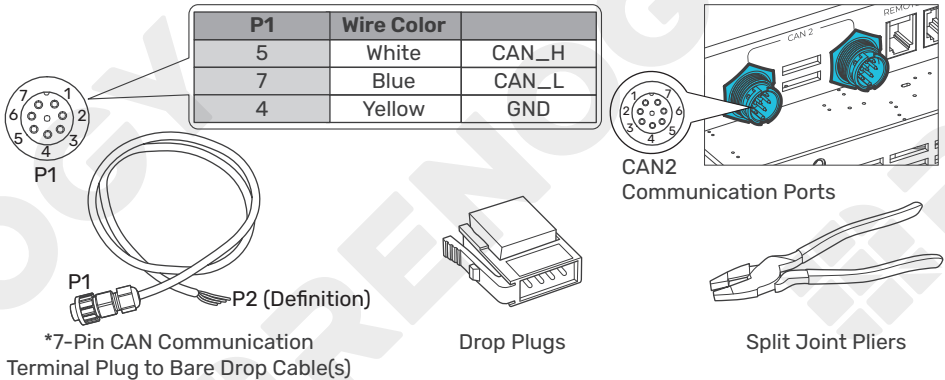 P1 Wire Color
5 White CAN_H
7 Blue CAN_L
4 Yellow GND
7 1
6 2
5 3
4
P1
CAN 2
1 7
2 6
3 5
4
CAN2
Communication Ports
P1
P2 (Definition)
*7-Pin CAN Communication
Terminal Plug to Bare Drop Cable(s)
Drop Plugs
Split Joint Pliers
RENOGY